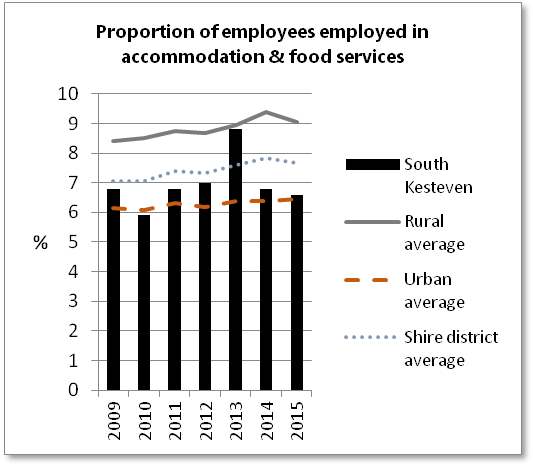 Proportion of employees employed in
accommodation & food services
10
9
8
7
6
5
4
3
2
1
0
%
2009
2010
2011
2012
2013
2014
2015
South
Kesteven
Rural
average
Urban
average
Shire district
average